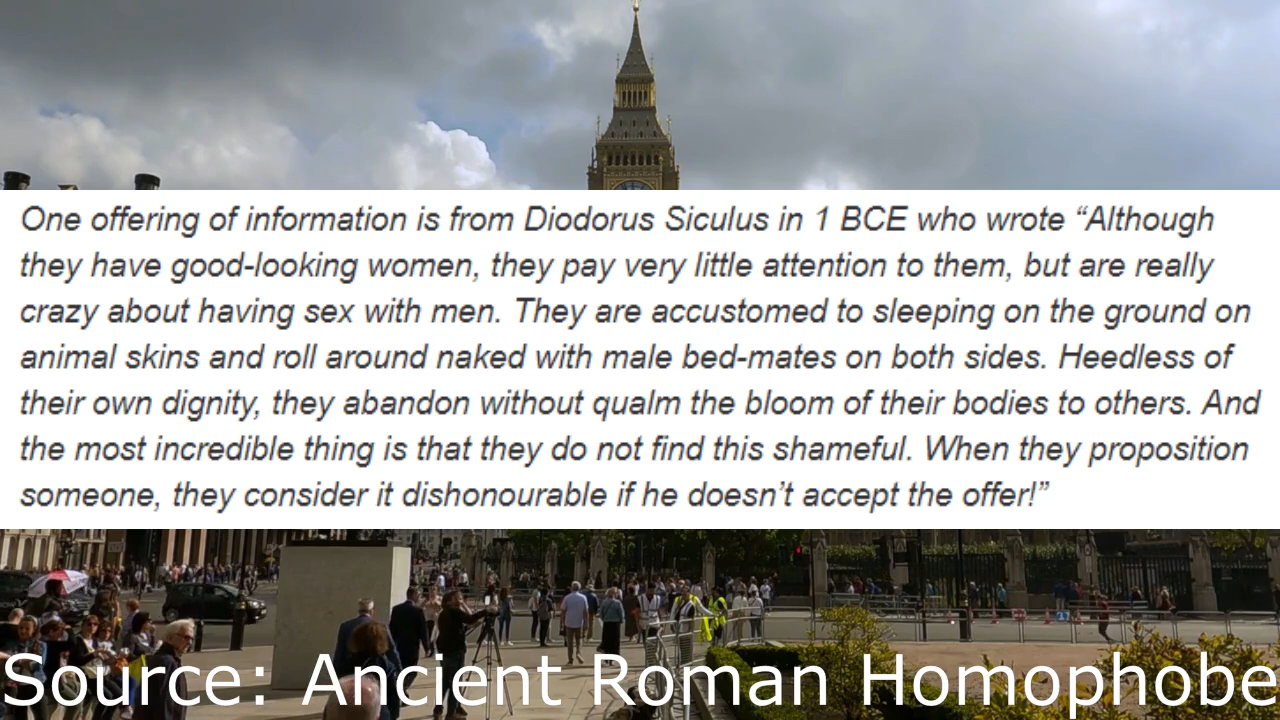 One offering of information is from Diodorus Siculus in 1 BCE who wrote “Although
they have good-looking women, they pay very little attention to them, but are really
crazy about having sex with men. They are accustomed to sleeping on the ground on
animal skins and roll around naked with male bed-mates on both sides. Heedless of
their own dignity, they abandon without qualm the bloom of their bodies to others. And
the most incredible thing is that they do not find this shameful. When they proposition
someone, they consider it dishonourable if he doesn’t accept the offer!”
Source: Ancient Roman Homophobe